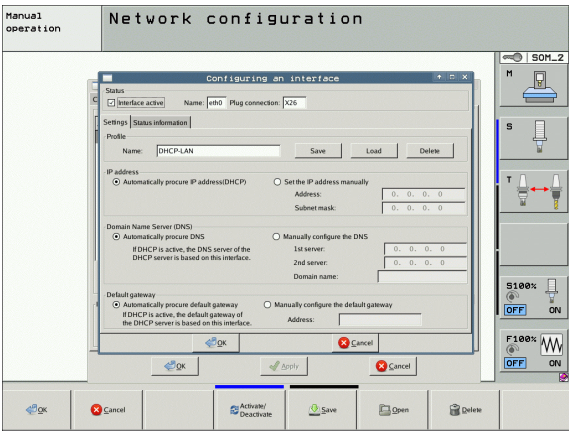 Manual
operation
Network configuration
SOM_2
M
S
T
S100%
OFF ON
F100%
OFF ON
Configuring an interface
Status
Interface active Name: eth0 Plug connection: X26
Settings Status information
Profile
Name: DHCP-LAN Save Load Delete
IP address
Automatically procure IP address(DHCP) Set the IP address manually
Address: 0. 0. 0. 0
Subnet mask: 0. 0. 0. 0
Domain Name Server (DNS)
Automatically procure DNS Manually configure the DNS
If DHCP is active, the DNS server of the
DHCP server is based on this interface.
1st server: 0. 0. 0. 0
2nd server: 0. 0. 0. 0
Domain name:
Default gateway
Automatically procure default gateway Manually configure the default gateway
If DHCP is active, the default gateway of
the DHCP server is based on this interface.
Address:
OK Cancel
OK Apply Cancel
OK Cancel Activate/
Deactivate Save Open Delete